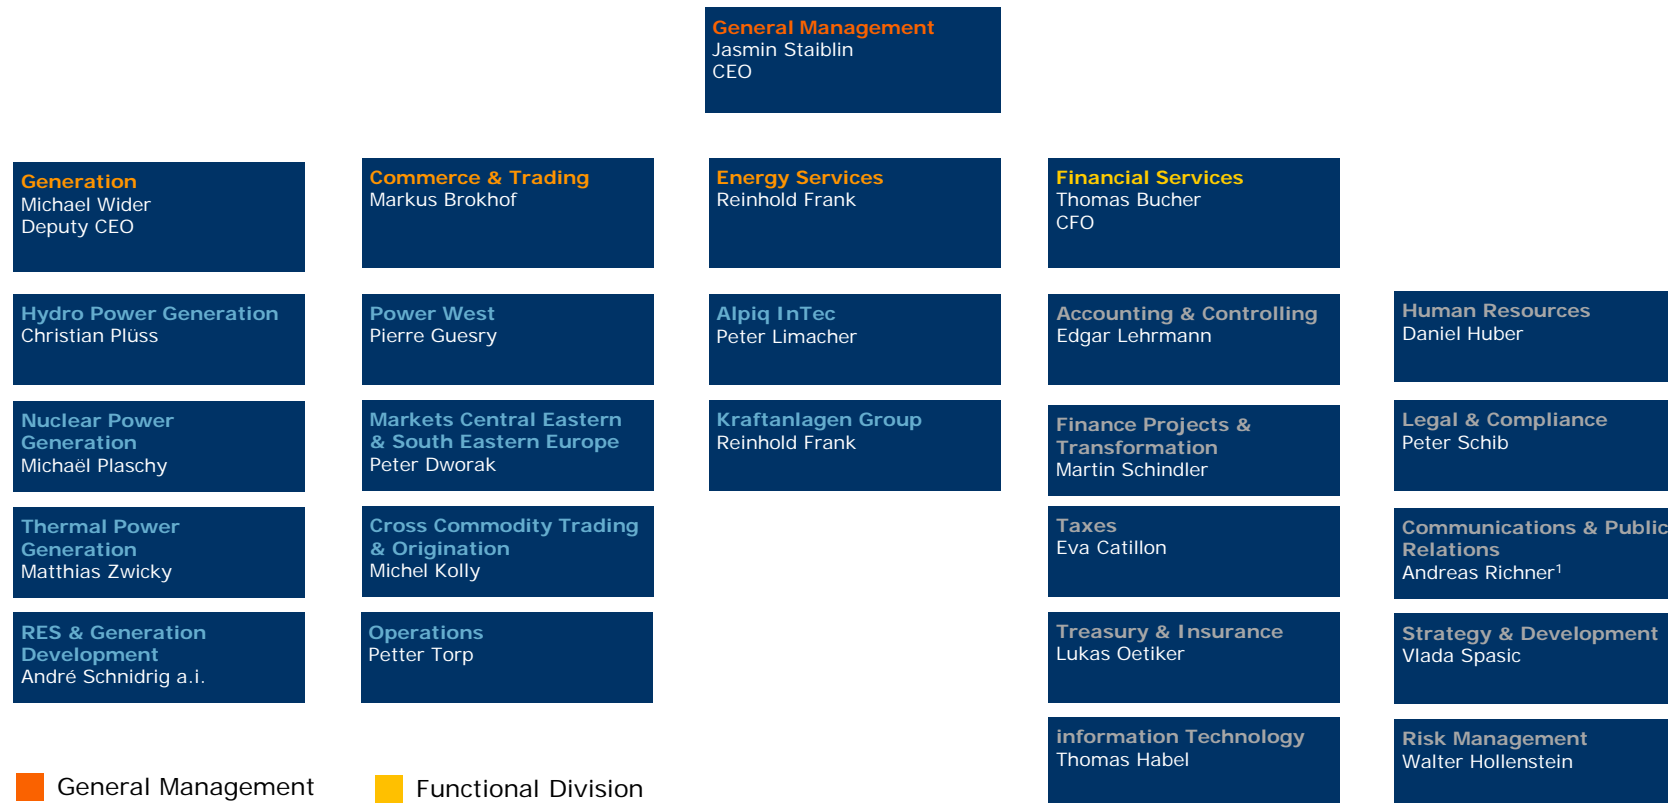 General Management
Jasmin Staiblin
CEO
Generation
Michael Wider
Deputy CEO
Commerce & Trading
Markus Brokhof
Energy Services
Reinhold Frank
Financial Services
Thomas Bucher
CFO
Hydro Power Generation
Christian Plüss
Power West
Pierre Guesry
Alpiq InTec
Peter Limacher
Accounting & Controlling
Edgar Lehrmann
Human Resources
Daniel Huber
Nuclear Power
Generation
Michaël Plaschy
Markets Central Eastern
& South Eastern Europe
Peter Dworak
Kraftanlagen Group
Reinhold Frank
Finance Projects &
Transformation
Martin Schindler
Legal & Compliance
Peter Schib
Thermal Power
Generation
Matthias Zwicky
Cross Commodity Trading
& Origination
Michel Kolly
Taxes
Eva Catillon
Communications & Public
Relations
Andreas Richner¹
RES & Generation
Development
André Schnidrig a.i.
Operations
Petter Torp
Treasury & Insurance
Lukas Oetiker
Strategy & Development
Vlada Spasic
information Technology
Thomas Habel
Risk Management
Walter Hollenstein
General Management
Functional Division